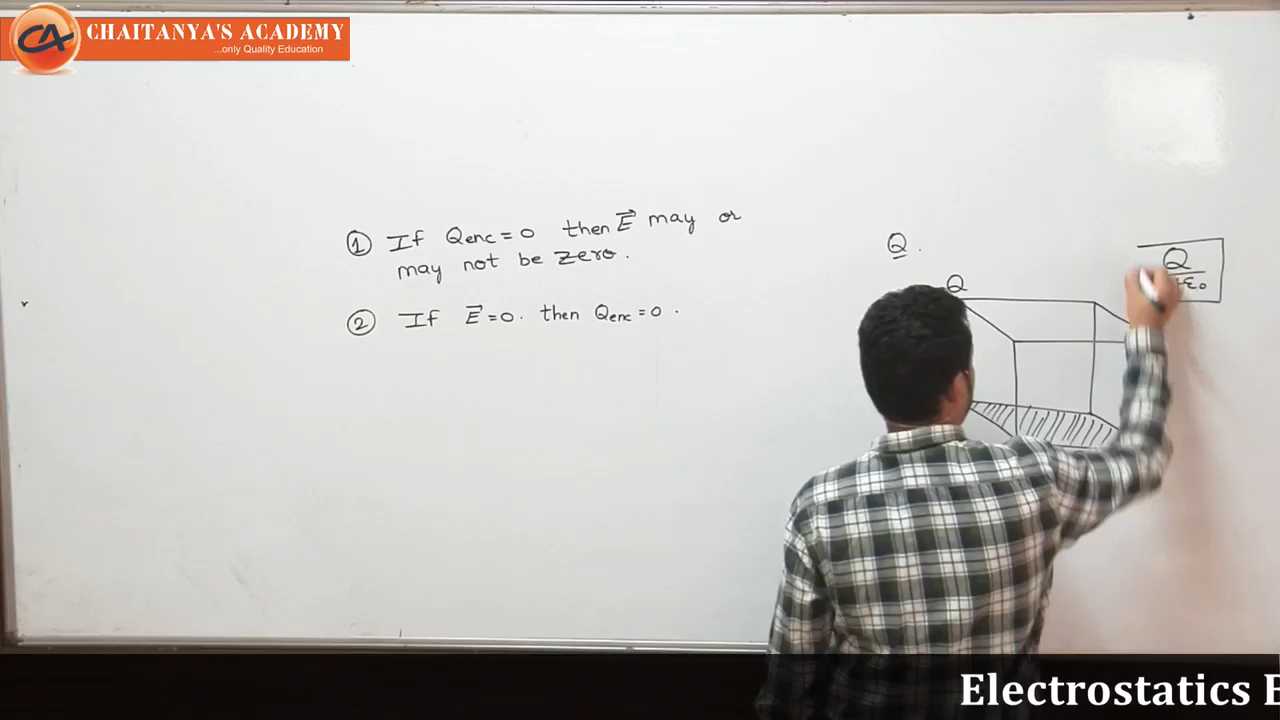 CHAITANYA'S ACADEMY
...only Quality Education
① If Qenc = 0 then E⃗ may or
may not be zero.
② If E⃗ = 0. then Qenc = 0.
Q.
Q
Q
ε₀
Electrostatics